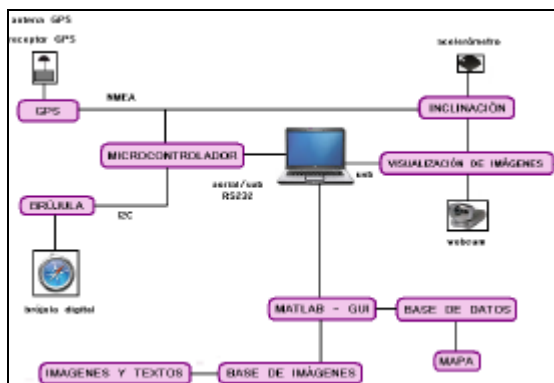 antena GPS
receptor GPS
acelerómetro
NMEA
GPS
INCLINACIÓN
MICROCONTROLADOR
VISUALIZACIÓN DE IMÁGENES
serial/usb
RS232
usb
BRÚJULA
I2C
webcam
brújula digital
MATLAB - GUI
BASE DE DATOS
MAPA
IMAGENES Y TEXTOS
BASE DE IMÁGENES